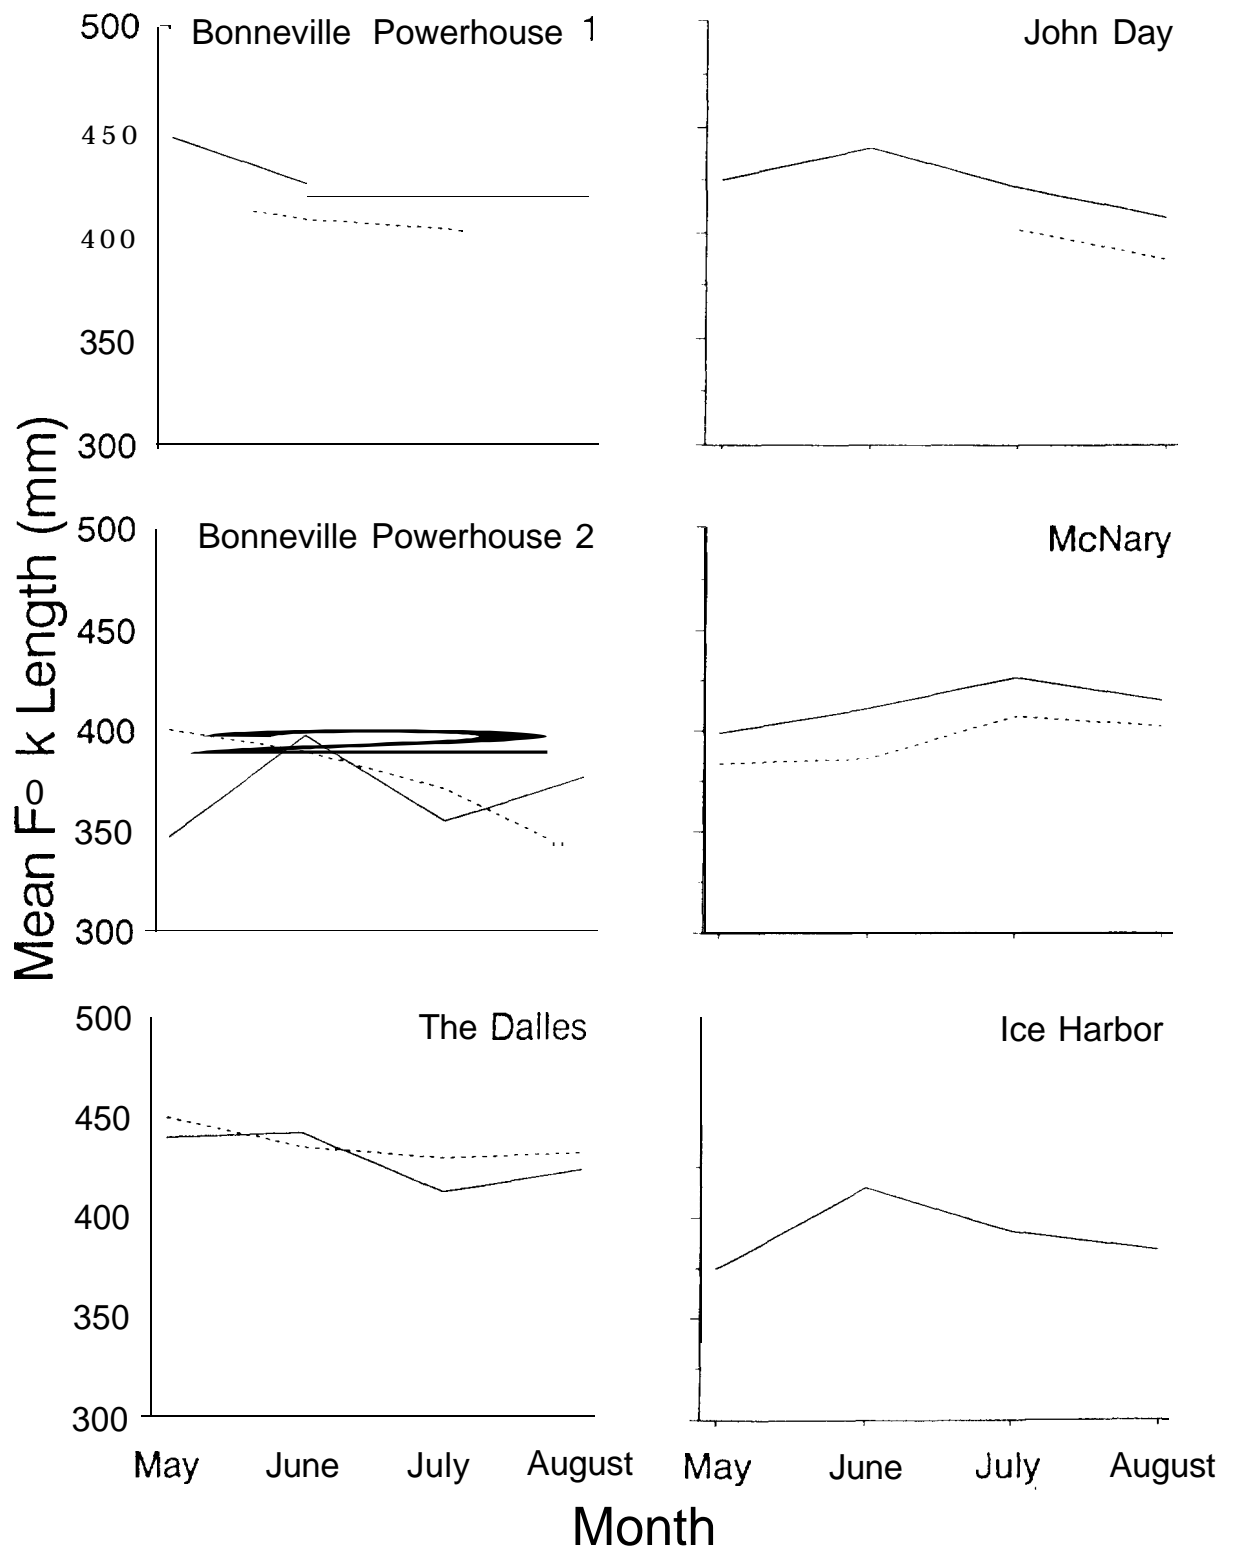 Bonneville Powerhouse 1
500
450
400
350
300
John Day
Bonneville Powerhouse 2
500
450
400
350
300
McNary
The Dalles
500
450
400
350
300
May June July August
Ice Harbor
May June July August
Mean Fo k Length (mm)
Month